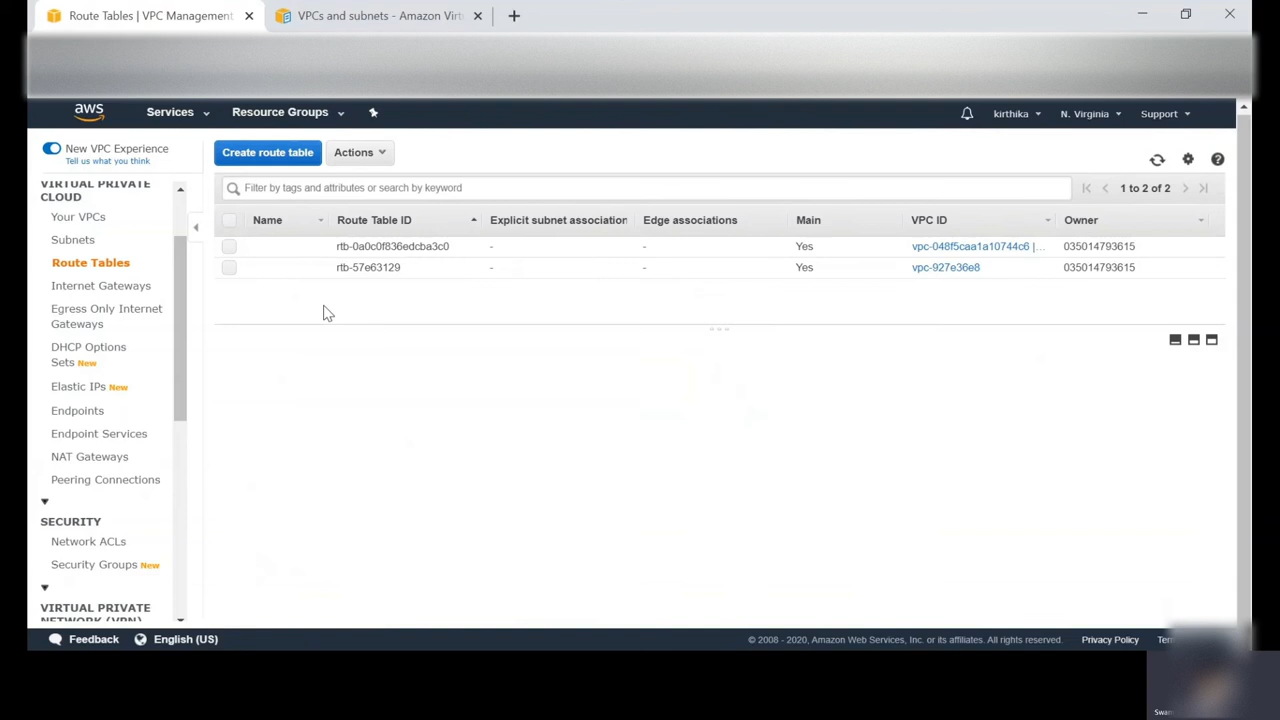 Route Tables | VPC Management
VPCs and subnets - Amazon Virt
aws
Services
Resource Groups
kirthika
N. Virginia
Support
New VPC Experience
Tell us what you think
VIRTUAL PRIVATE
CLOUD
Your VPCs
Subnets
Route Tables
Internet Gateways
Egress Only Internet
Gateways
DHCP Options
Sets New
Elastic IPs New
Endpoints
Endpoint Services
NAT Gateways
Peering Connections
SECURITY
Network ACLs
Security Groups New
VIRTUAL PRIVATE
NETWORK (VPN)
Create route table
Actions
Filter by tags and attributes or search by keyword
1 to 2 of 2
Name Route Table ID Explicit subnet association Edge associations Main VPC ID Owner
rtb-0a0c0f836edcba3c0 - - Yes vpc-048f5caa1a10744c6 |... 035014793615
rtb-57e63129 - - Yes vpc-927e36e8 035014793615
Feedback
English (US)
© 2008 - 2020, Amazon Web Services, Inc. or its affiliates. All rights reserved.
Privacy Policy